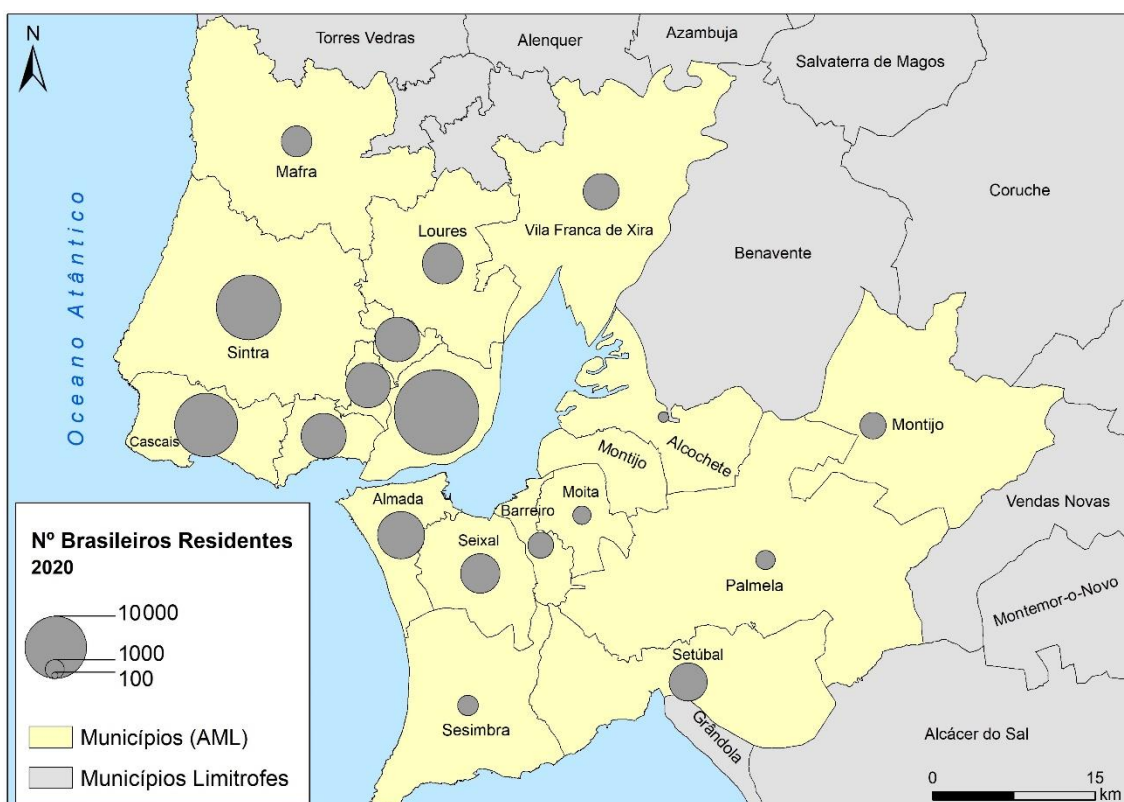 N
Torres Vedras
Alenquer
Azambuja
Salvaterra de Magos
Mafra
Coruche
Oceano Atântico
Loures
Vila Franca de Xira
Benavente
Sintra
Montijo
Cascais
Montijo
Alcochete
Almada
Moita
Barreiro
Vendas Novas
Seixal
Palmela
Montemor-o-Novo
Setúbal
Sesimbra
Grândola
Alcácer do Sal
Nº Brasileiros Residentes
2020
10000
1000
100
Municípios (AML)
Municípios Limitrofes
0 15
km